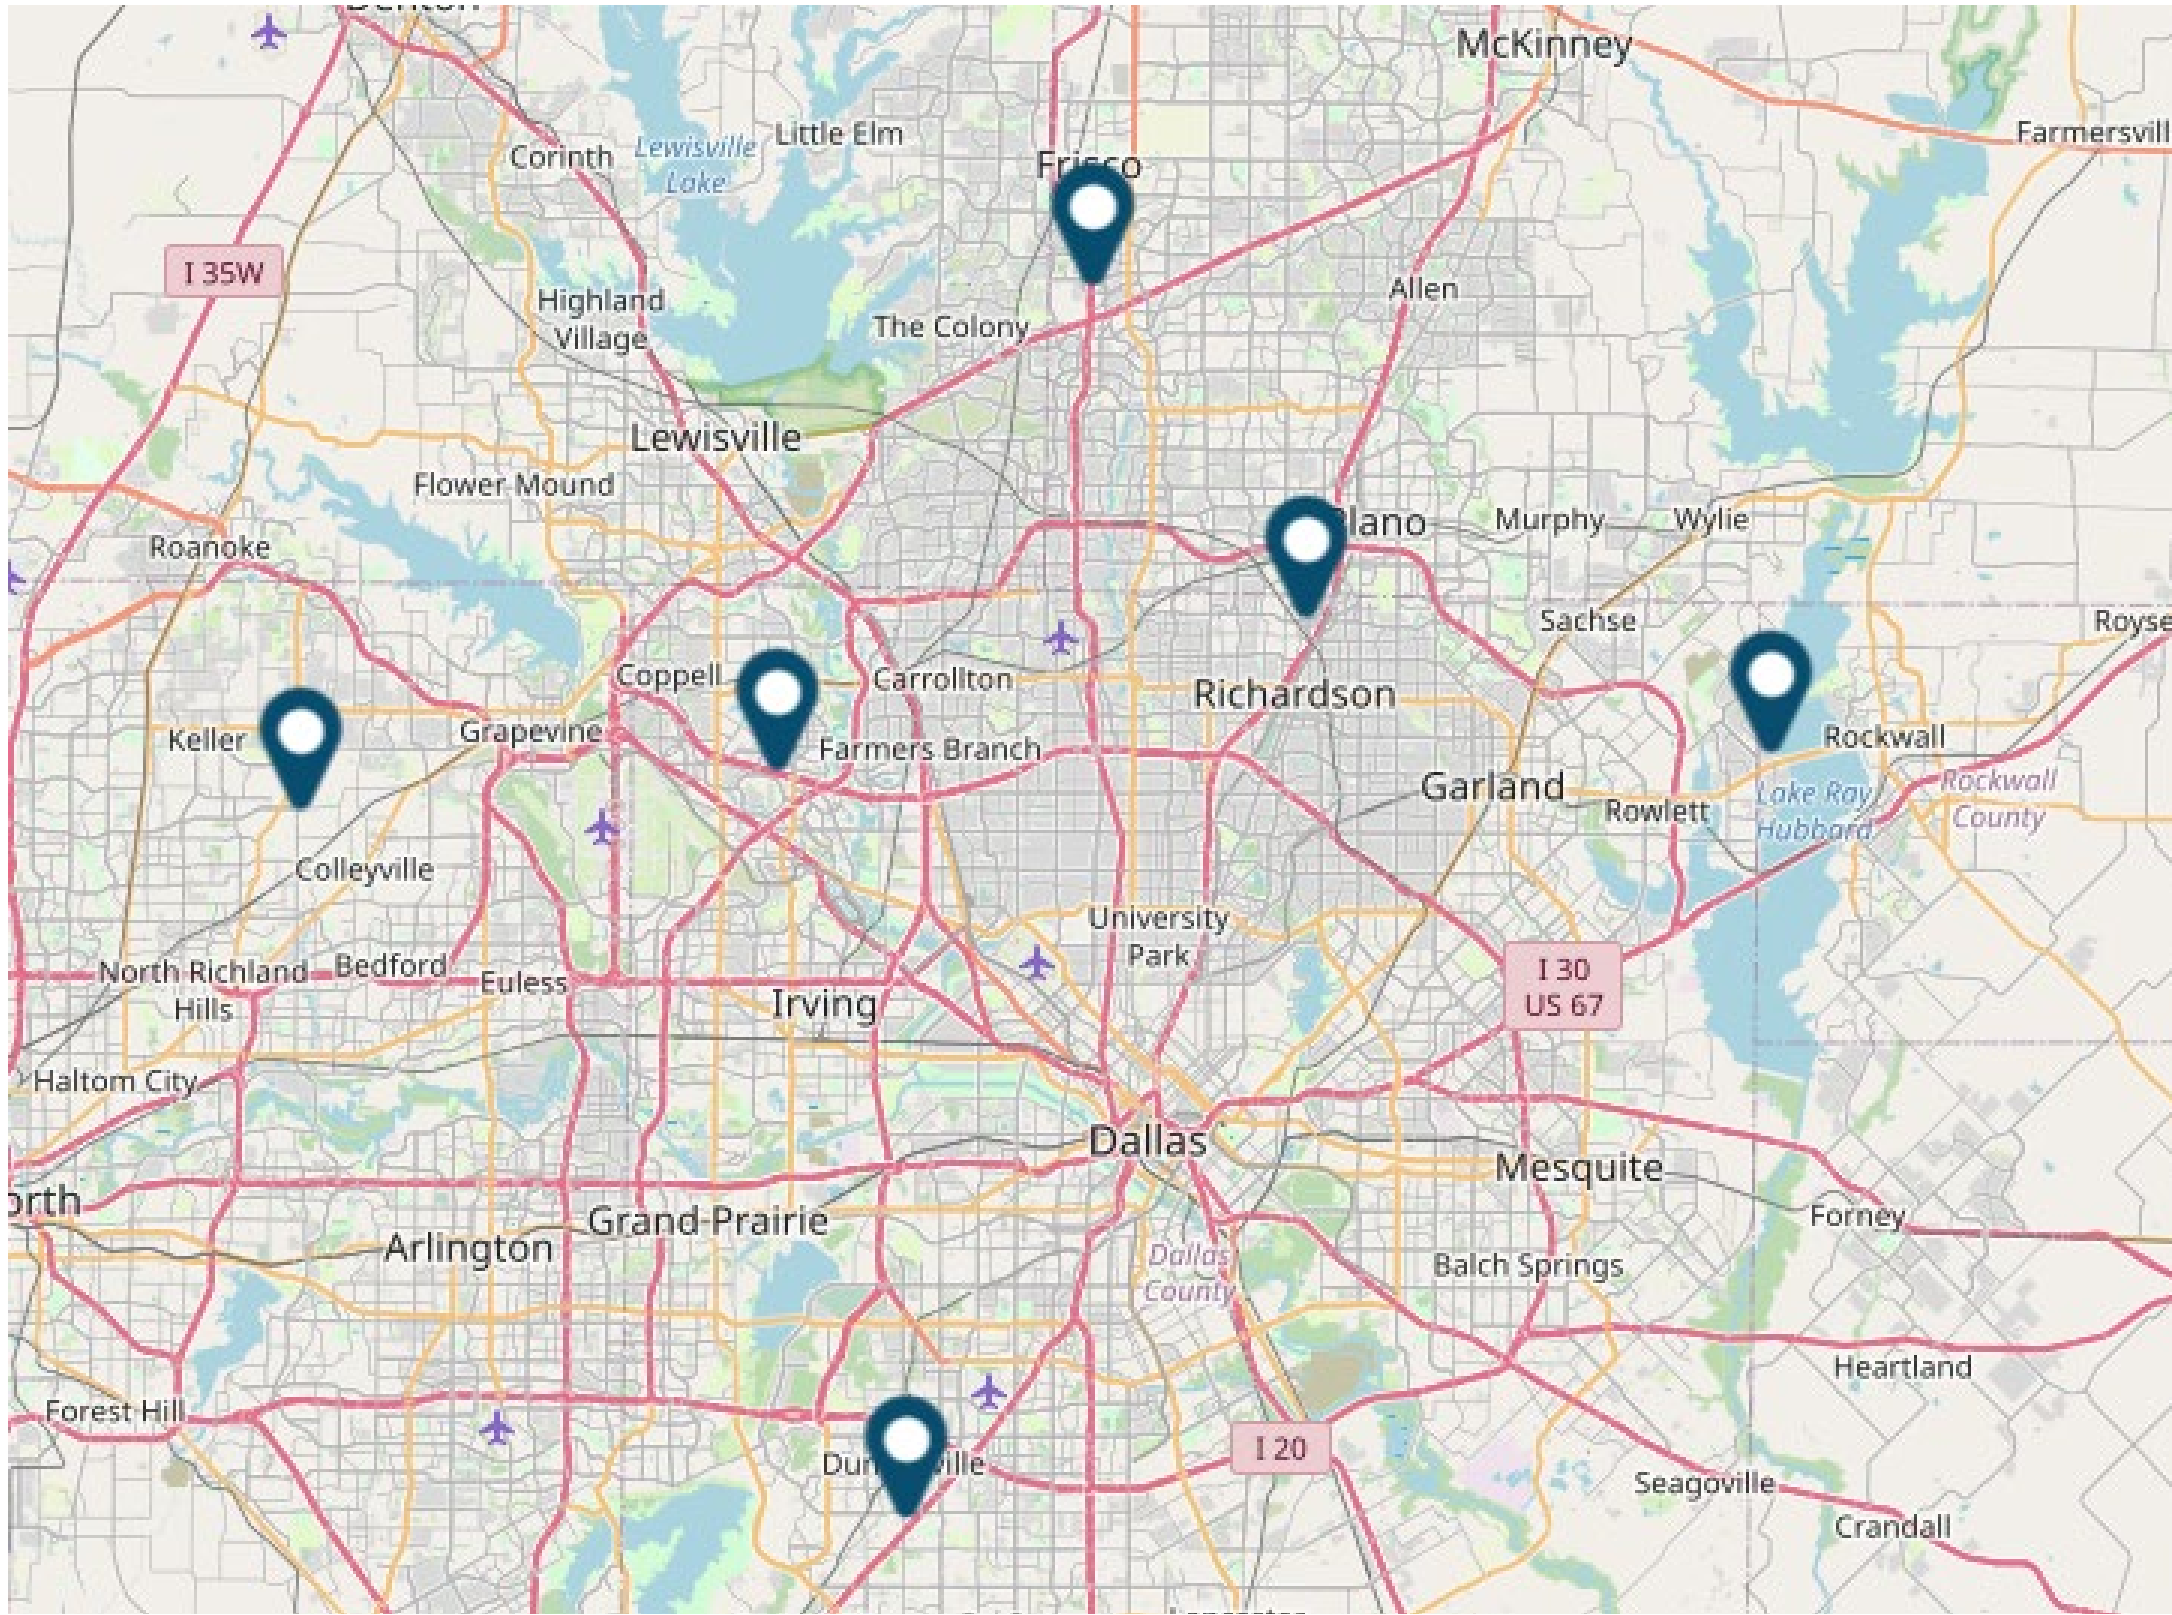 McKinney
Little Elm
Farmersvill
Corinth
Lewisville
Lake
Frisco
I 35W
Highland
Village
Allen
The Colony
Lewisville
Flower Mound
Roanoke
Plano
Murphy
Wylie
Sachse
Royse
Coppell
Carrollton
Richardson
Keller
Grapevine
Farmers Branch
Rockwall
Garland
Rowlett
Lake Ray
Hubbard
Rockwall
County
Colleyville
University
Park
North Richland
Hills
Bedford
Euless
Irving
I 30
US 67
Haltom City
Dallas
Mesquite
orth
Grand Prairie
Arlington
Forney
Dallas
County
Balch Springs
Heartland
Forest Hill
I 20
Seagoville
Crandall